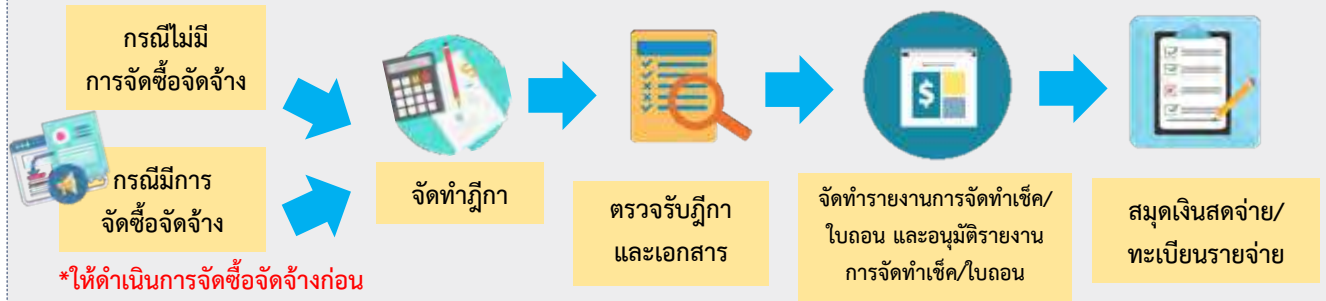 กรณีไม่มี
การจัดซื้อจัดจ้าง
กรณีมีการ
จัดซื้อจัดจ้าง
*ให้ดำเนินการจัดซื้อจัดจ้างก่อน
จัดทำฎีกา
ตรวจรับฎีกา
และเอกสาร
จัดทำรายงานการจัดทำเช็ค/
ใบถอน และอนุมัติรายงาน
การจัดทำเช็ค/ใบถอน
สมุดเงินสดจ่าย/
ทะเบียนรายจ่าย